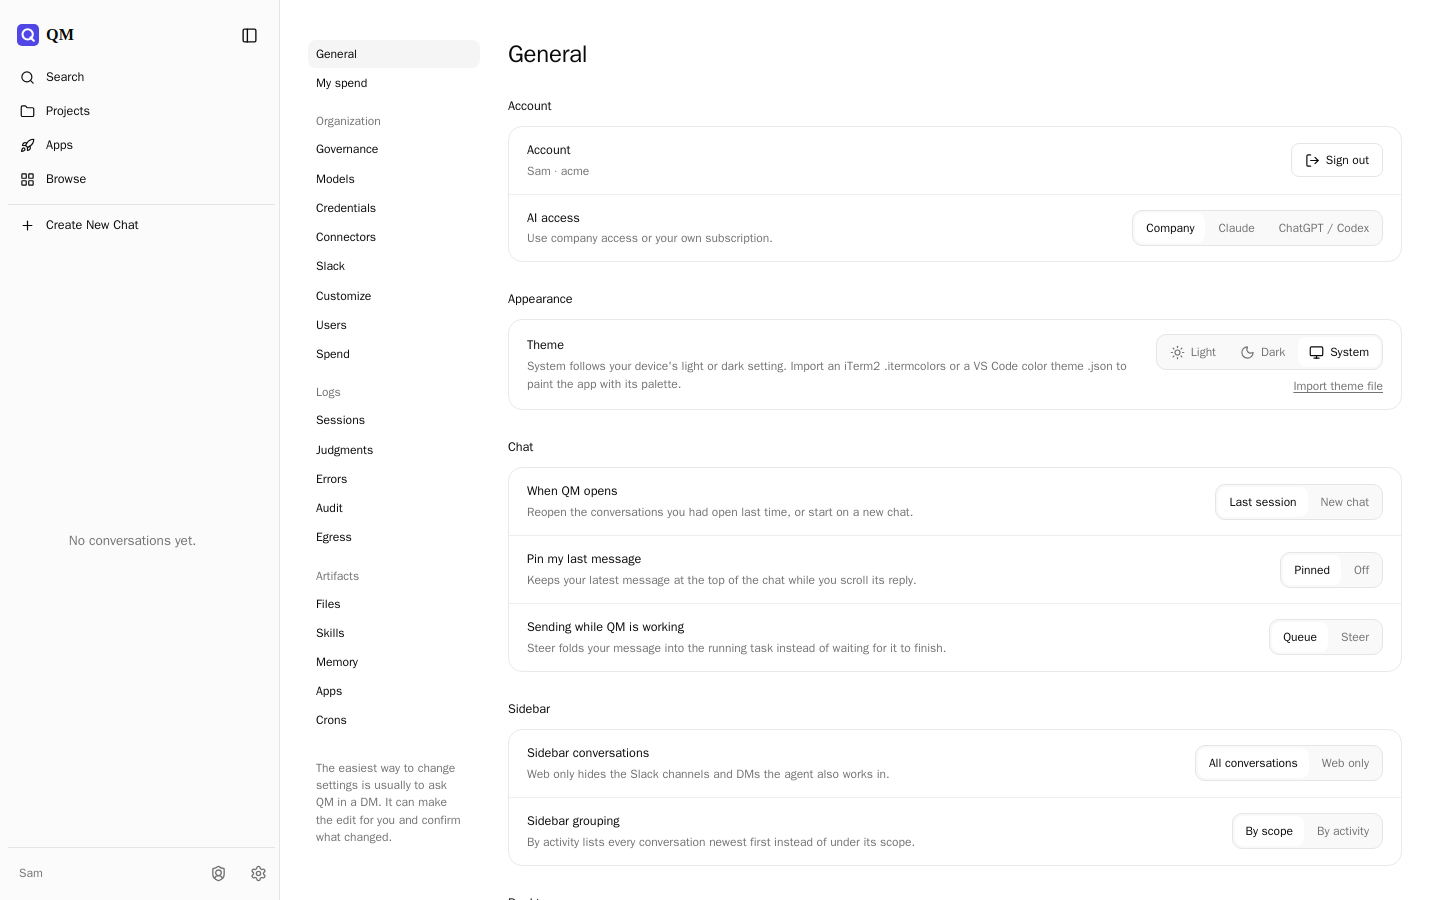 QM
Search
Projects
Apps
Browse
Create New Chat
No conversations yet.
Sam
General
My spend
Organization
Governance
Models
Credentials
Connectors
Slack
Customize
Users
Spend
Logs
Sessions
Judgments
Errors
Audit
Egress
Artifacts
Files
Skills
Memory
Apps
Crons
The easiest way to change
settings is usually to ask
QM in a DM. It can make
the edit for you and confirm
what changed.
General
Account
Account
Sam · acme
Sign out
AI access
Use company access or your own subscription.
Company Claude ChatGPT / Codex
Appearance
Theme
System follows your device's light or dark setting. Import an iTerm2 .itermcolors or a VS Code color theme .json to
paint the app with its palette.
Light Dark System
Import theme file
Chat
When QM opens
Reopen the conversations you had open last time, or start on a new chat.
Last session New chat
Pin my last message
Keeps your latest message at the top of the chat while you scroll its reply.
Pinned Off
Sending while QM is working
Steer folds your message into the running task instead of waiting for it to finish.
Queue Steer
Sidebar
Sidebar conversations
Web only hides the Slack channels and DMs the agent also works in.
All conversations Web only
Sidebar grouping
By activity lists every conversation newest first instead of under its scope.
By scope By activity